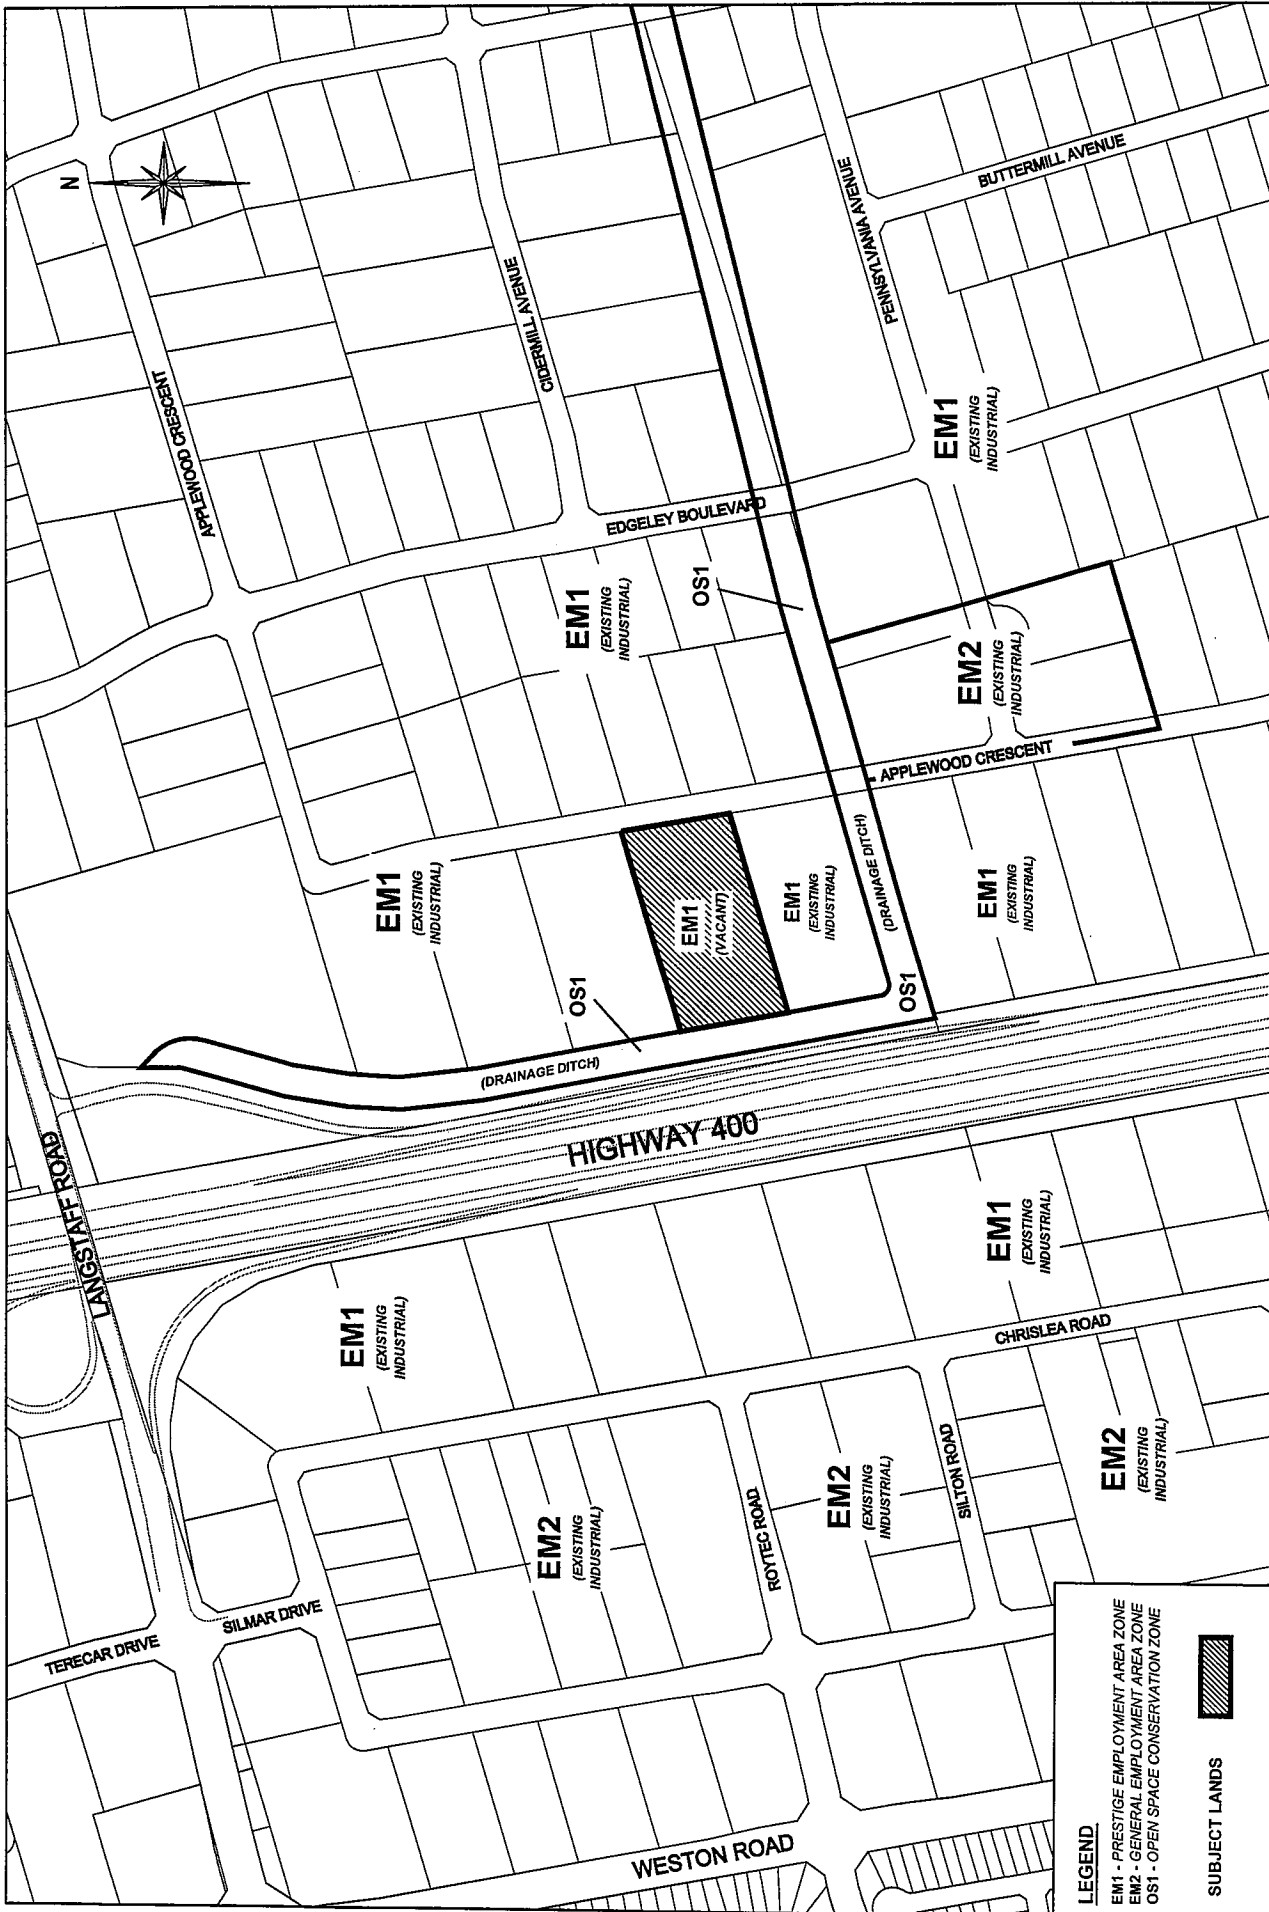 N
LANGSTAFF ROAD
TERECAR DRIVE
SILMAR DRIVE
WESTON ROAD
HIGHWAY 400
APPLEWOOD CRESCENT
CIDERMILL AVENUE
EDGELEY BOULEVARD
PENNSYLVANIA AVENUE
BUTTERMILL AVENUE
APPLEWOOD CRESCENT
CHRISLEA ROAD
ROYTEC ROAD
SILTON ROAD
EM1
(EXISTING
INDUSTRIAL)
EM1
(EXISTING
INDUSTRIAL)
EM1
(EXISTING
INDUSTRIAL)
EM1
(VACANT)
EM1
(EXISTING
INDUSTRIAL)
EM1
(EXISTING
INDUSTRIAL)
EM2
(EXISTING
INDUSTRIAL)
OS1
OS1
OS1
(DRAINAGE DITCH)
(DRAINAGE DITCH)
EM1
(EXISTING
INDUSTRIAL)
EM1
(EXISTING
INDUSTRIAL)
EM2
(EXISTING
INDUSTRIAL)
EM2
(EXISTING
INDUSTRIAL)
EM2
(EXISTING
INDUSTRIAL)
LEGEND
EM1 - PRESTIGE EMPLOYMENT AREA ZONE
EM2 - GENERAL EMPLOYMENT AREA ZONE
OS1 - OPEN SPACE CONSERVATION ZONE
SUBJECT LANDS